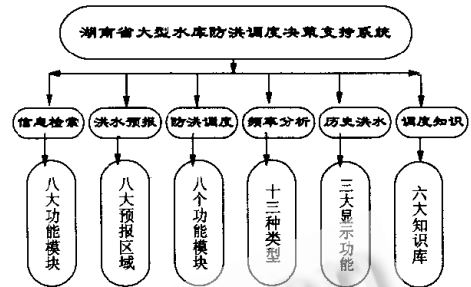 湖南省大型水库防洪调度决策支持系统
信息检索 洪水预报 防洪调度 频率分析 历史洪水 调度知识
八大功能模块
八大预报区域
八个功能模块
十三种类型
三大显示功能
六大知识库